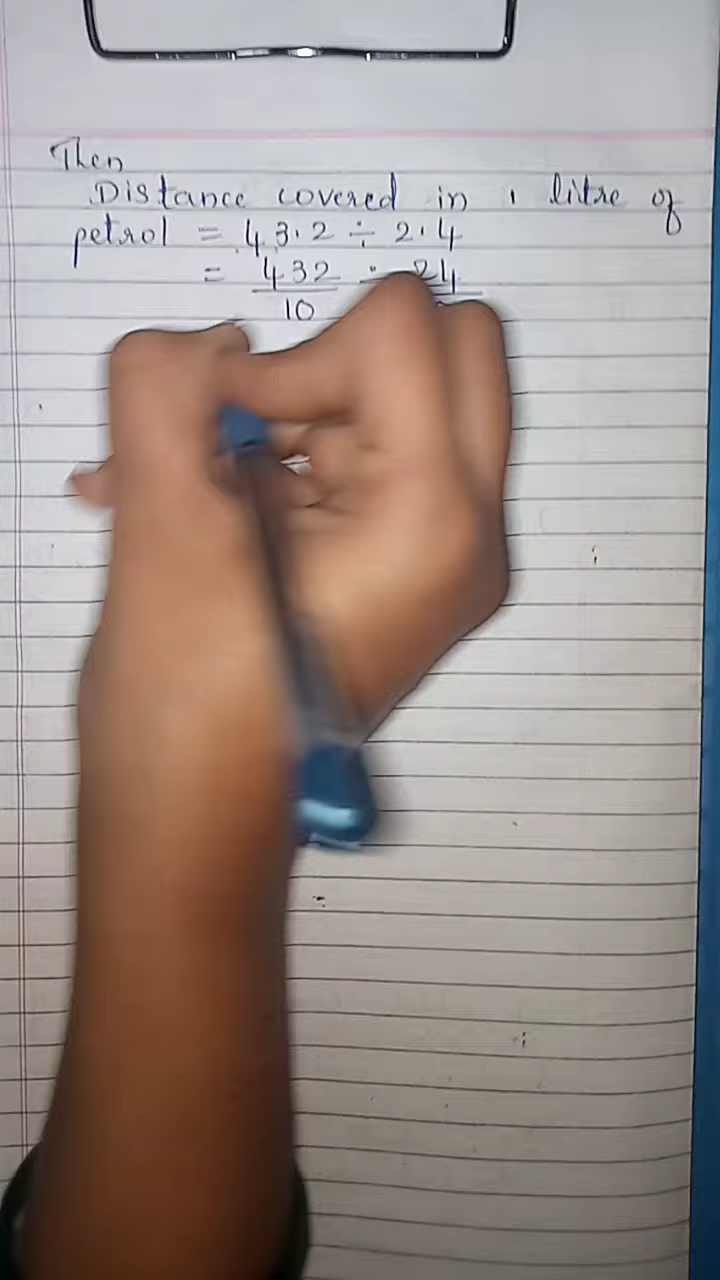 Then
Distance covered in 1 litre of
petrol = 43.2 ÷ 2.4
= 432/10 ÷ 24